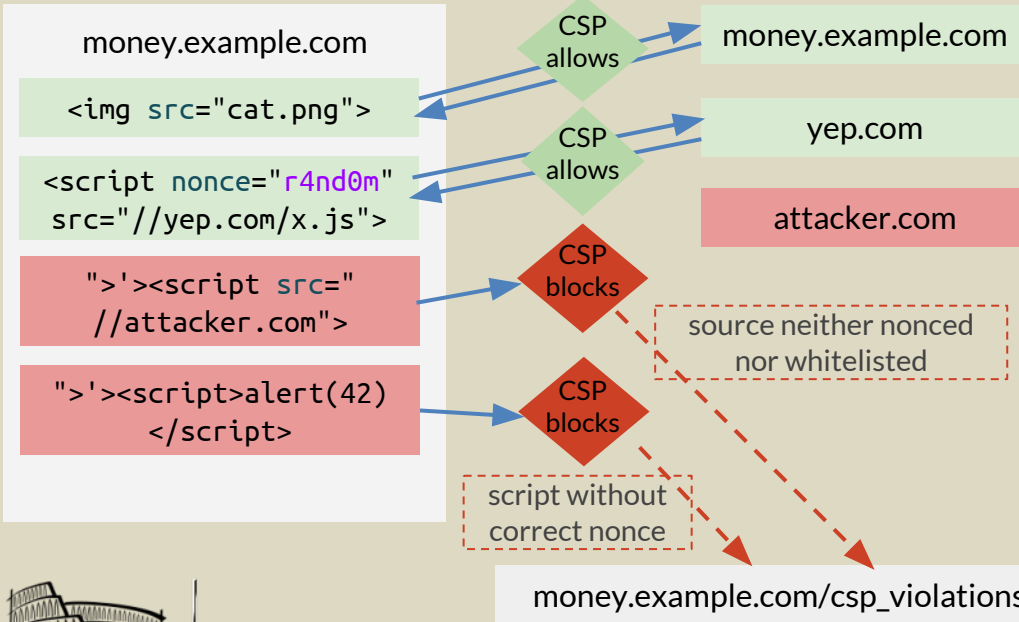 money.example.com
<img src="cat.png">
<script nonce="r4nd0m"
src="//yep.com/x.js">
">'><script src="
//attacker.com">
">'><script>alert(42)
</script>
CSP
allows
CSP
allows
CSP
blocks
CSP
blocks
money.example.com
yep.com
attacker.com
source neither nonced
nor whitelisted
script without
correct nonce
money.example.com/csp_violations